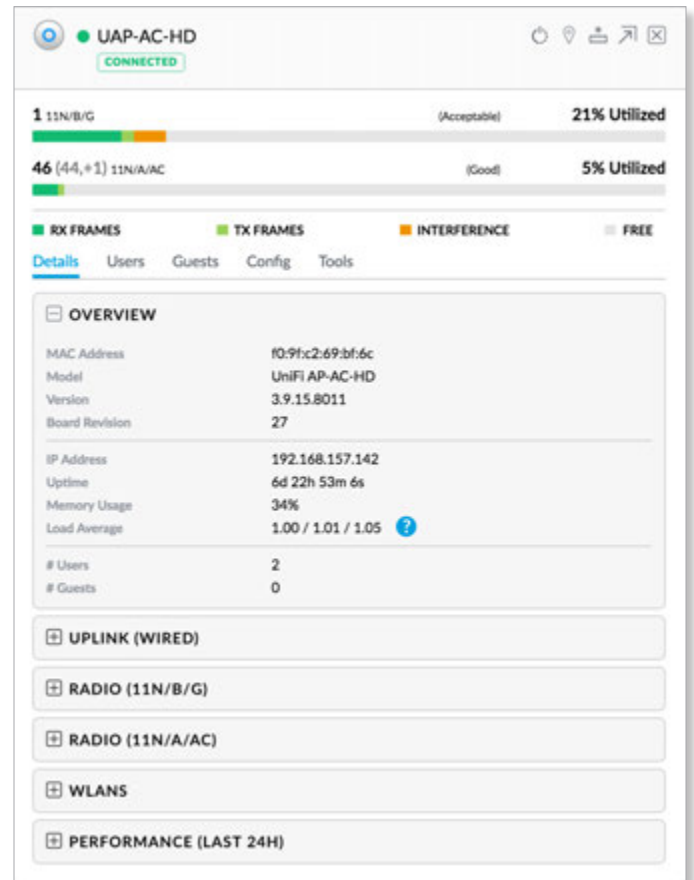 UAP-AC-HD
CONNECTED
1 11N/B/G (Acceptable) 21% Utilized
46 (44,+1) 11N/A/AC (Good) 5% Utilized
RX FRAMES TX FRAMES INTERFERENCE FREE
Details Users Guests Config Tools
OVERVIEW
MAC Address f0:9f:c2:69:bf:6c
Model UniFi AP-AC-HD
Version 3.9.15.8011
Board Revision 27
IP Address 192.168.157.142
Uptime 6d 22h 53m 6s
Memory Usage 34%
Load Average 1.00 / 1.01 / 1.05 ?
# Users 2
# Guests 0
UPLINK (WIRED)
RADIO (11N/B/G)
RADIO (11N/A/AC)
WLANS
PERFORMANCE (LAST 24H)